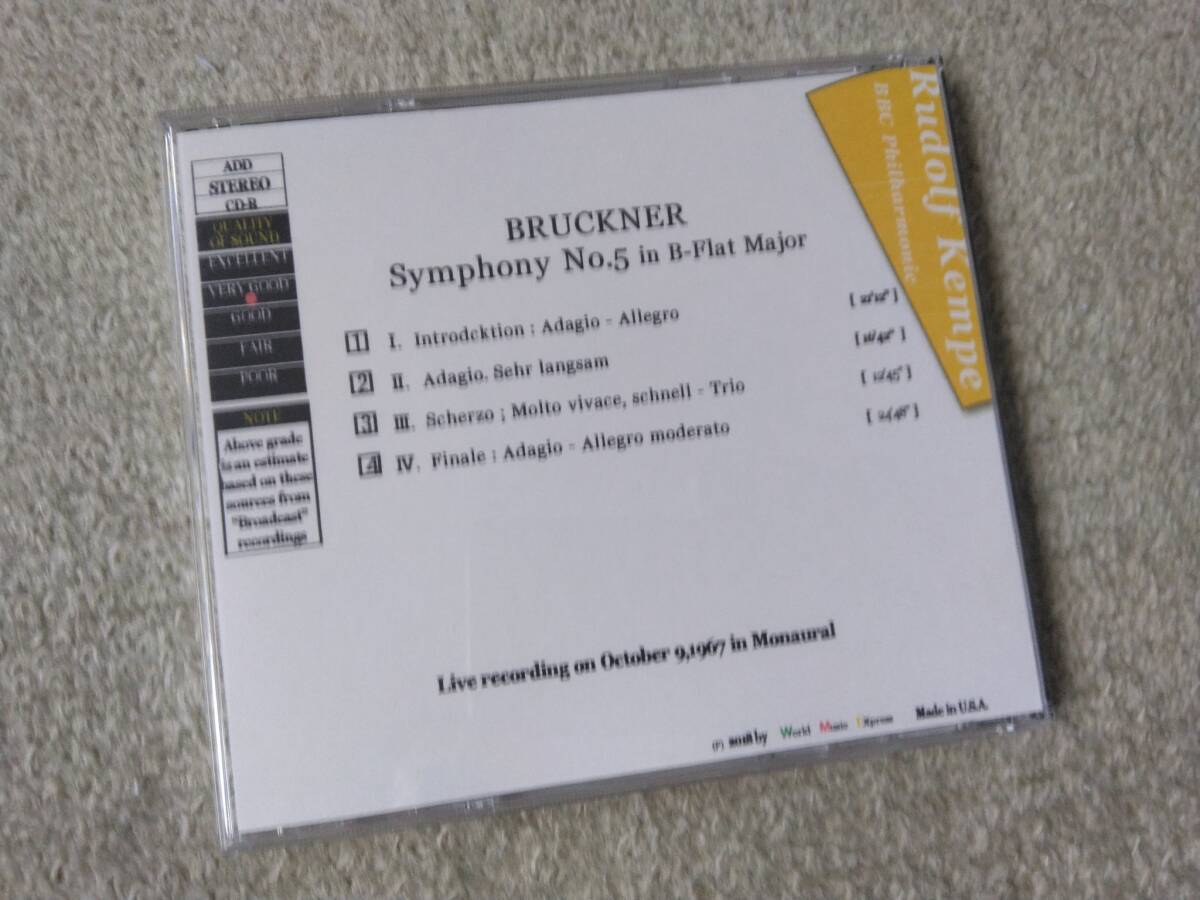 ADD
STEREO
CD-R
QUALITY
OF SOUND
EXCELLENT
VERY GOOD
GOOD
FAIR
POOR
NOTE
Above grade
is an estimate
based on these
sources from
"Broadcast"
recordings
BRUCKNER
Symphony No.5 in B-Flat Major
1 I. Introdcktion ; Adagio - Allegro
2 II. Adagio. Sehr langsam
3 III. Scherzo ; Molto vivace, schnell - Trio
4 IV. Finale ; Adagio - Allegro moderato
Rudolf Kempe
BBC Philharmonic
Live recording on October 9,1967 in Monaural
(P) 2018 by World Music Express
Made in U.S.A.